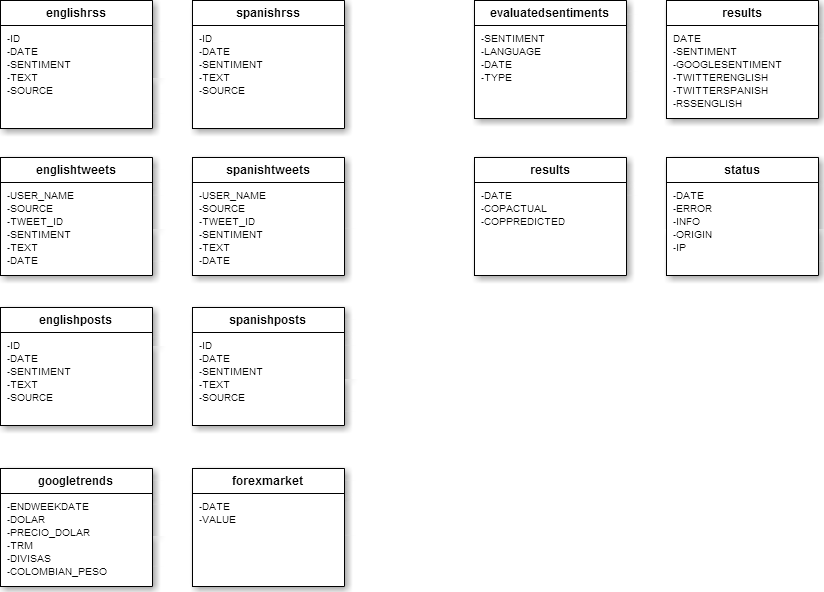 englishrss
-ID
-DATE
-SENTIMENT
-TEXT
-SOURCE
spanishrss
-ID
-DATE
-SENTIMENT
-TEXT
-SOURCE
evaluatedsentiments
-SENTIMENT
-LANGUAGE
-DATE
-TYPE
results
DATE
-SENTIMENT
-GOOGLESENTIMENT
-TWITTERENGLISH
-TWITTERSPANISH
-RSSENGLISH
englishtweets
-USER_NAME
-SOURCE
-TWEET_ID
-SENTIMENT
-TEXT
-DATE
spanishtweets
-USER_NAME
-SOURCE
-TWEET_ID
-SENTIMENT
-TEXT
-DATE
results
-DATE
-COPACTUAL
-COPPREDICTED
status
-DATE
-ERROR
-INFO
-ORIGIN
-IP
englishposts
-ID
-DATE
-SENTIMENT
-TEXT
-SOURCE
spanishposts
-ID
-DATE
-SENTIMENT
-TEXT
-SOURCE
googletrends
-ENDWEEKDATE
-DOLAR
-PRECIO_DOLAR
-TRM
-DIVISAS
-COLOMBIAN_PESO
forexmarket
-DATE
-VALUE